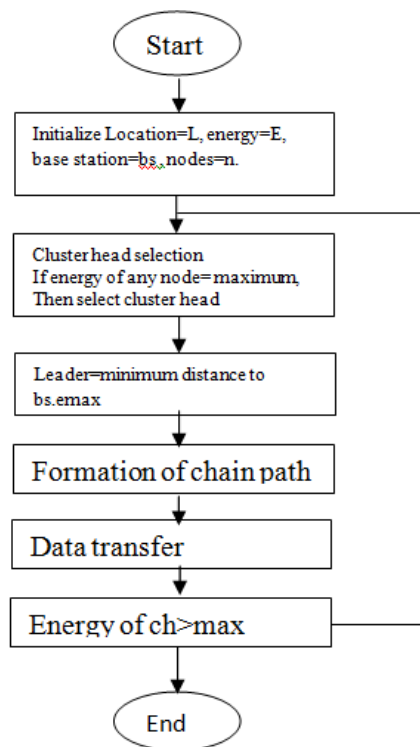 Start
Initialize Location=L, energy=E,
base station=bs, nodes=n.
Cluster head selection
If energy of any node=maximum,
Then select cluster head
Leader=minimum distance to
bs.emax
Formation of chain path
Data transfer
Energy of ch>max
End